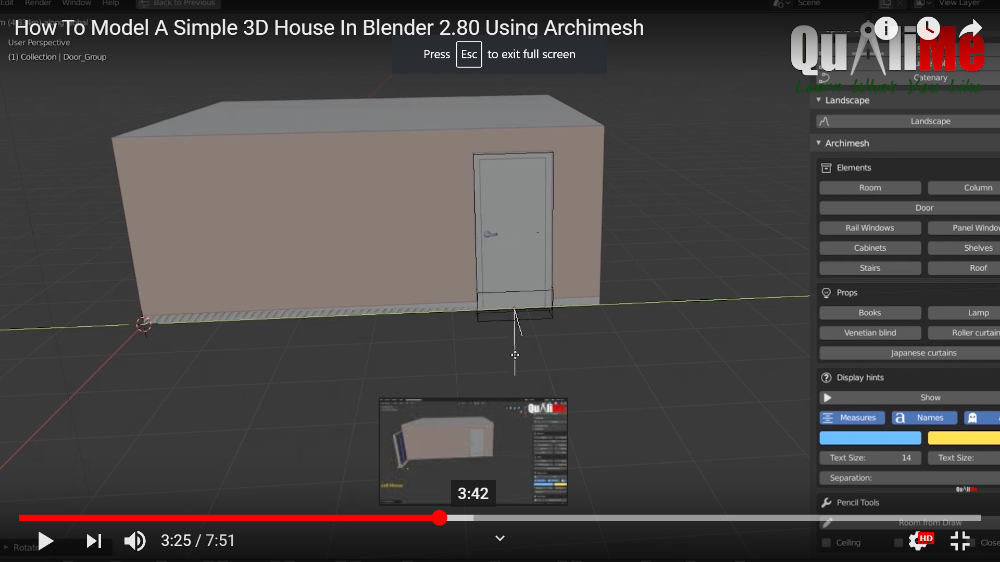 Edit Render Window Help Back to Previous Scene View Layer
How To Model A Simple 3D House In Blender 2.80 Using Archimesh
User Perspective
(1) Collection | Door_Group
Press Esc to exit full screen
QuAliMe
Learn What You Like
Catenary
Landscape
Landscape
Archimesh
Elements
Room Column
Door
Rail Windows Panel Windo
Cabinets Shelves
Stairs Roof
Props
Books Lamp
Venetian blind Roller curtain
Japanese curtains
Display hints
Show
Measures Names
Text Size: 14 Text Size:
Separation:
QuAliMe
Pencil Tools
Room from Draw
Ceiling Close
QuAliMe
3:42
3:25 / 7:51
HD
Rotate